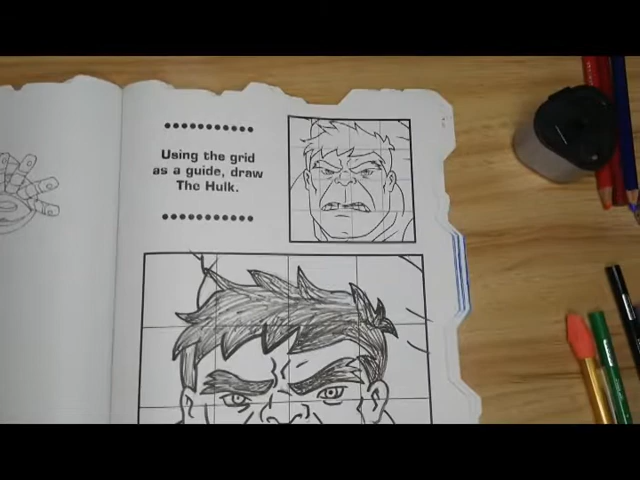 Using the grid
as a guide, draw
The Hulk.